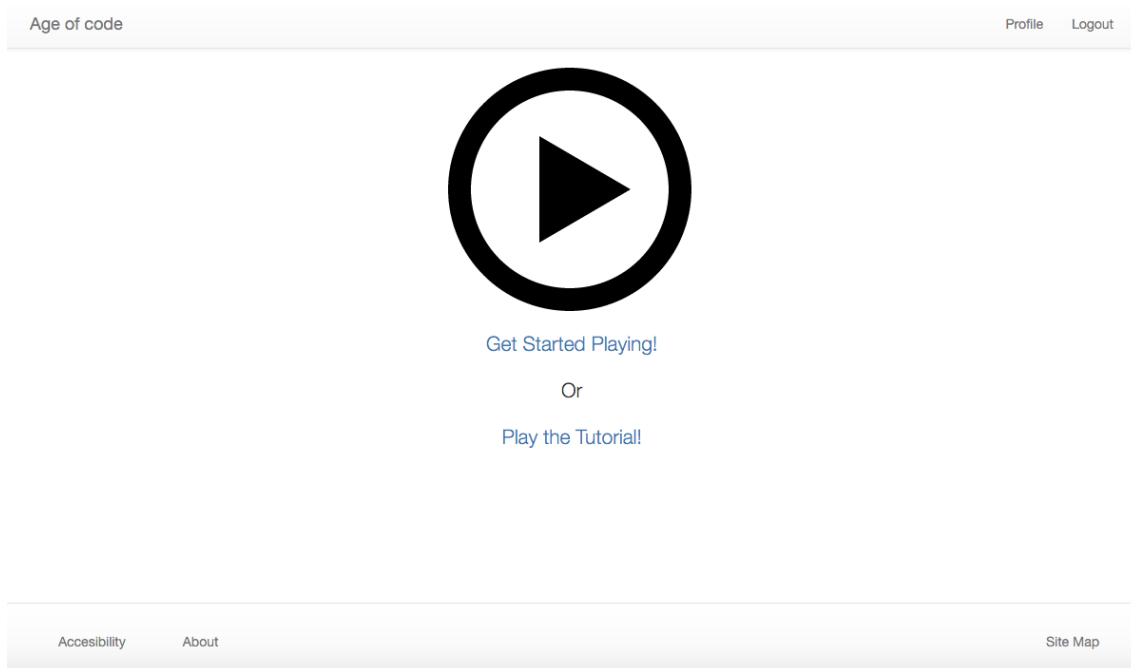 Age of code Profile Logout
Get Started Playing!
Or
Play the Tutorial!
Accesibility About Site Map